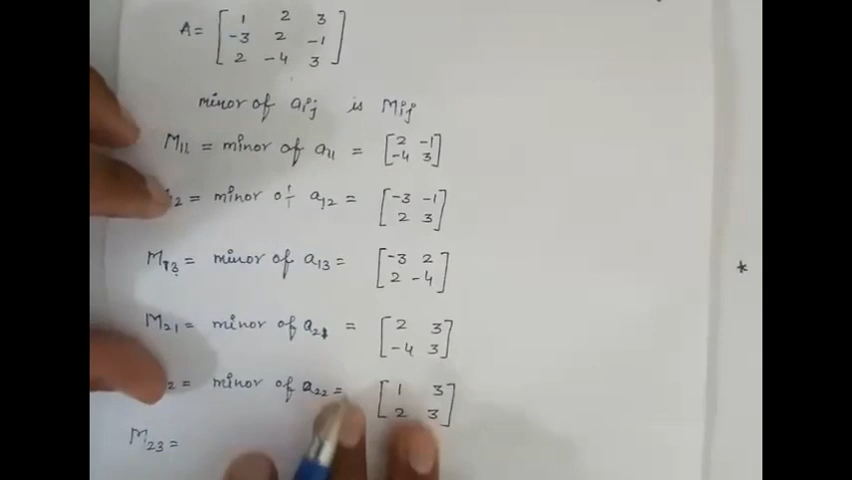 A = [ 1 2 3
-3 2 -1
2 -4 3 ]
minor of aij is Mij
M11 = minor of a11 = [ 2 -1
-4 3 ]
2 = minor of a12 = [ -3 -1
2 3 ]
M13 = minor of a13 = [ -3 2
2 -4 ]
*
M21 = minor of a21 = [ 2 3
-4 3 ]
2 = minor of a22 = [ 1 3
2 3 ]
M23 =